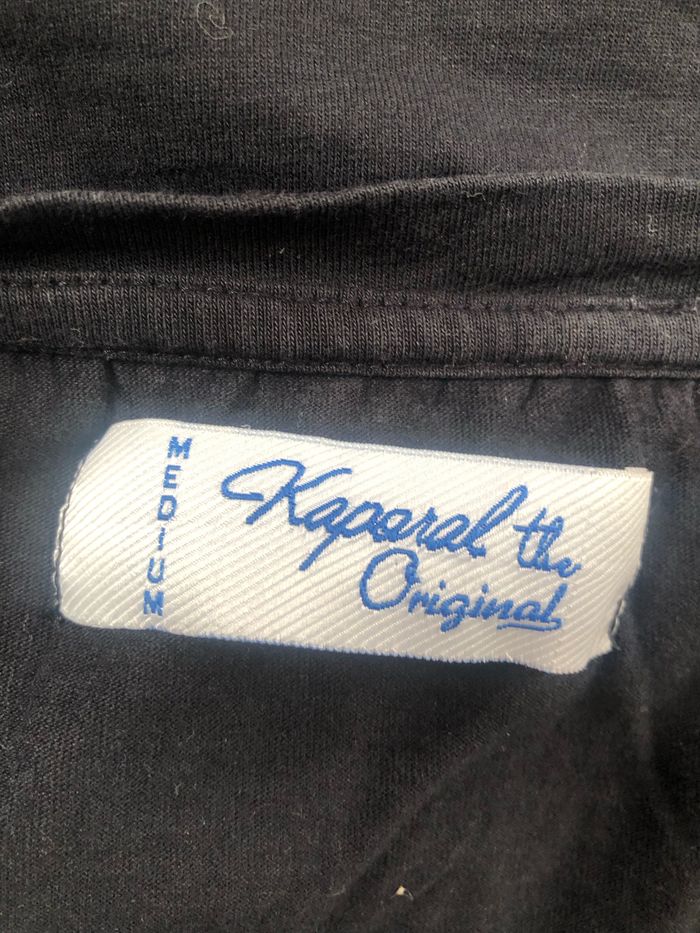 MEDIUM
Kaporal the
Original